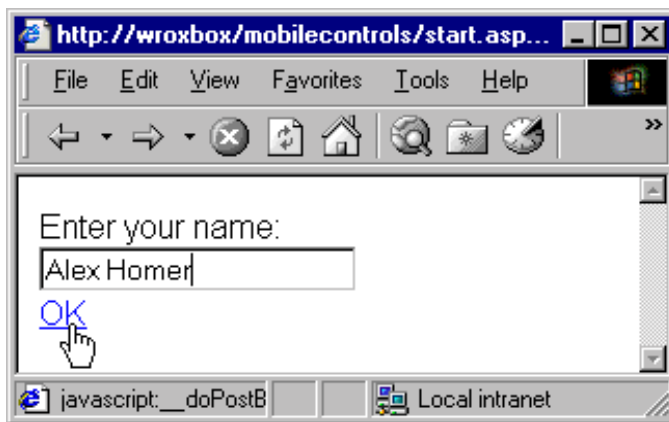 http://wroxbox/mobilecontrols/start.asp...
File Edit View Favorites Tools Help
»
Enter your name:
Alex Homer
OK
javascript:__doPostB Local intranet